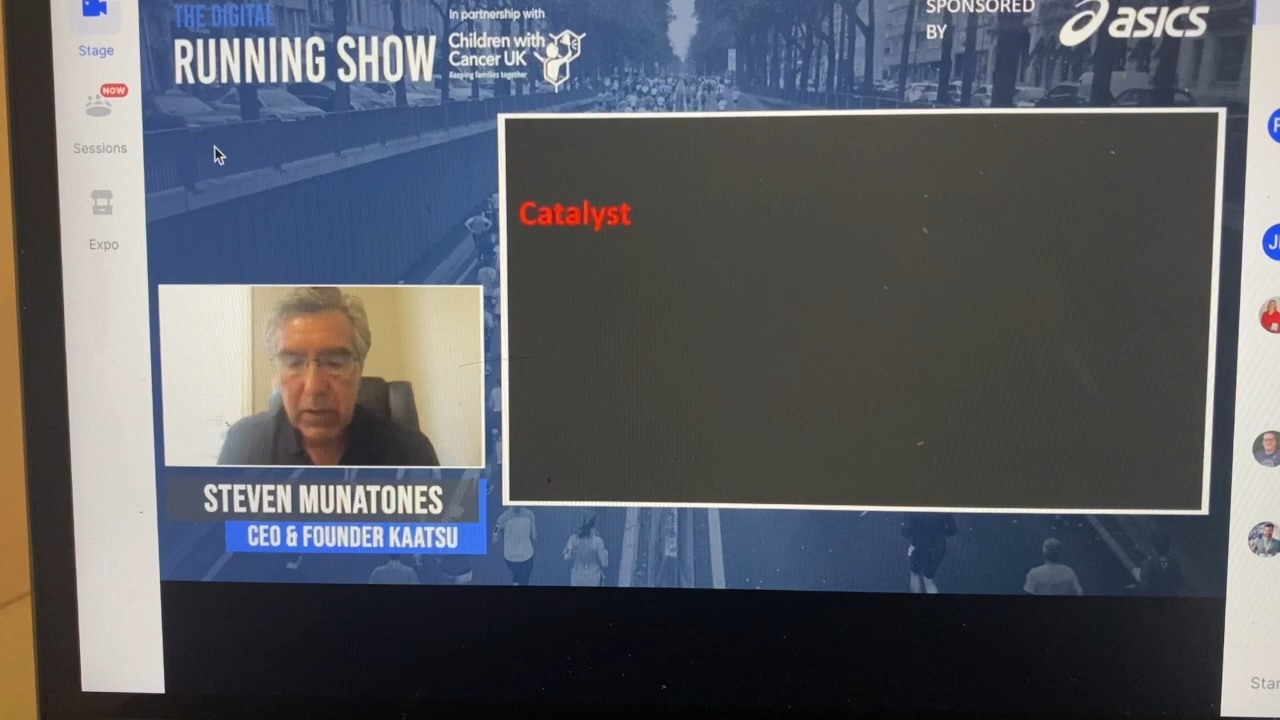 Stage
NOW
Sessions
Expo
THE DIGITAL
RUNNING SHOW
In partnership with
Children with
Cancer UK
Keeping families together
SPONSORED
BY
asics
Catalyst
STEVEN MUNATONES
CEO & FOUNDER KAATSU